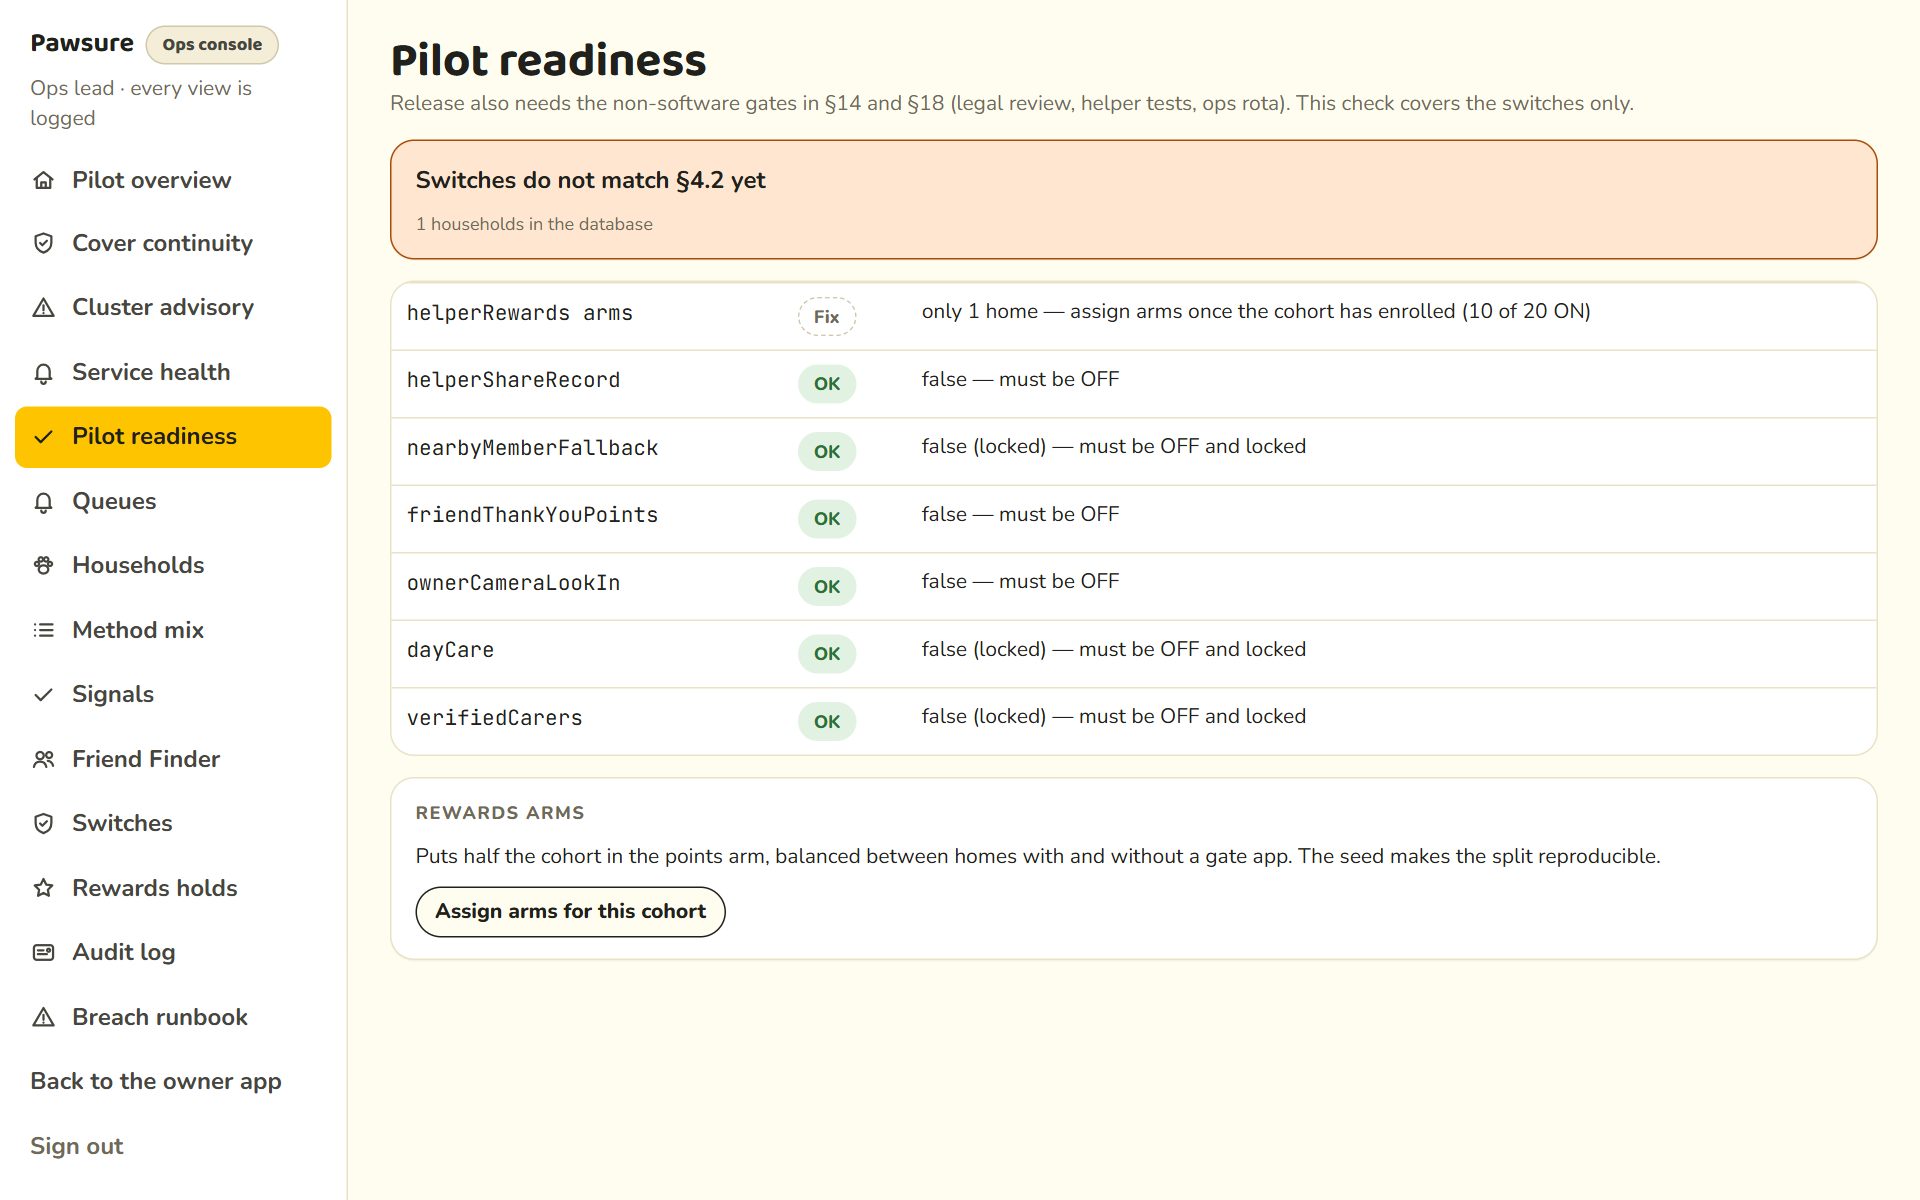 Pawsure
Ops console
Ops lead · every view is
logged
Pilot overview
Cover continuity
Cluster advisory
Service health
Pilot readiness
Queues
Households
Method mix
Signals
Friend Finder
Switches
Rewards holds
Audit log
Breach runbook
Back to the owner app
Sign out
Pilot readiness
Release also needs the non-software gates in §14 and §18 (legal review, helper tests, ops rota). This check covers the switches only.
Switches do not match §4.2 yet
1 households in the database
helperRewards arms Fix only 1 home — assign arms once the cohort has enrolled (10 of 20 ON)
helperShareRecord OK false — must be OFF
nearbyMemberFallback OK false (locked) — must be OFF and locked
friendThankYouPoints OK false — must be OFF
ownerCameraLookIn OK false — must be OFF
dayCare OK false (locked) — must be OFF and locked
verifiedCarers OK false (locked) — must be OFF and locked
REWARDS ARMS
Puts half the cohort in the points arm, balanced between homes with and without a gate app. The seed makes the split reproducible.
Assign arms for this cohort